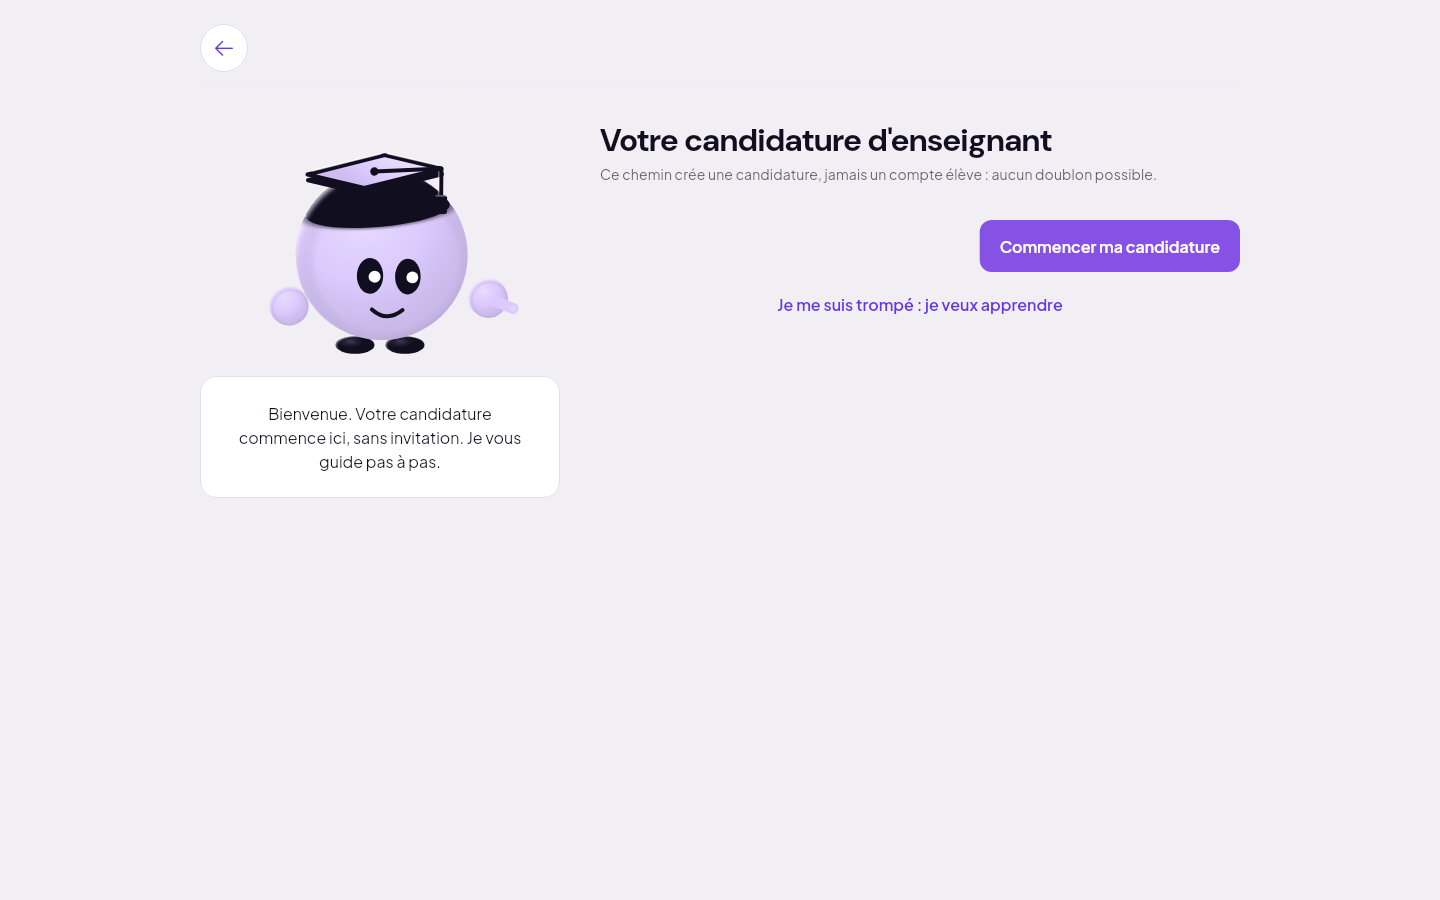 Votre candidature d'enseignant
Ce chemin crée une candidature, jamais un compte élève : aucun doublon possible.
Commencer ma candidature
Je me suis trompé : je veux apprendre
Bienvenue. Votre candidature
commence ici, sans invitation. Je vous
guide pas à pas.